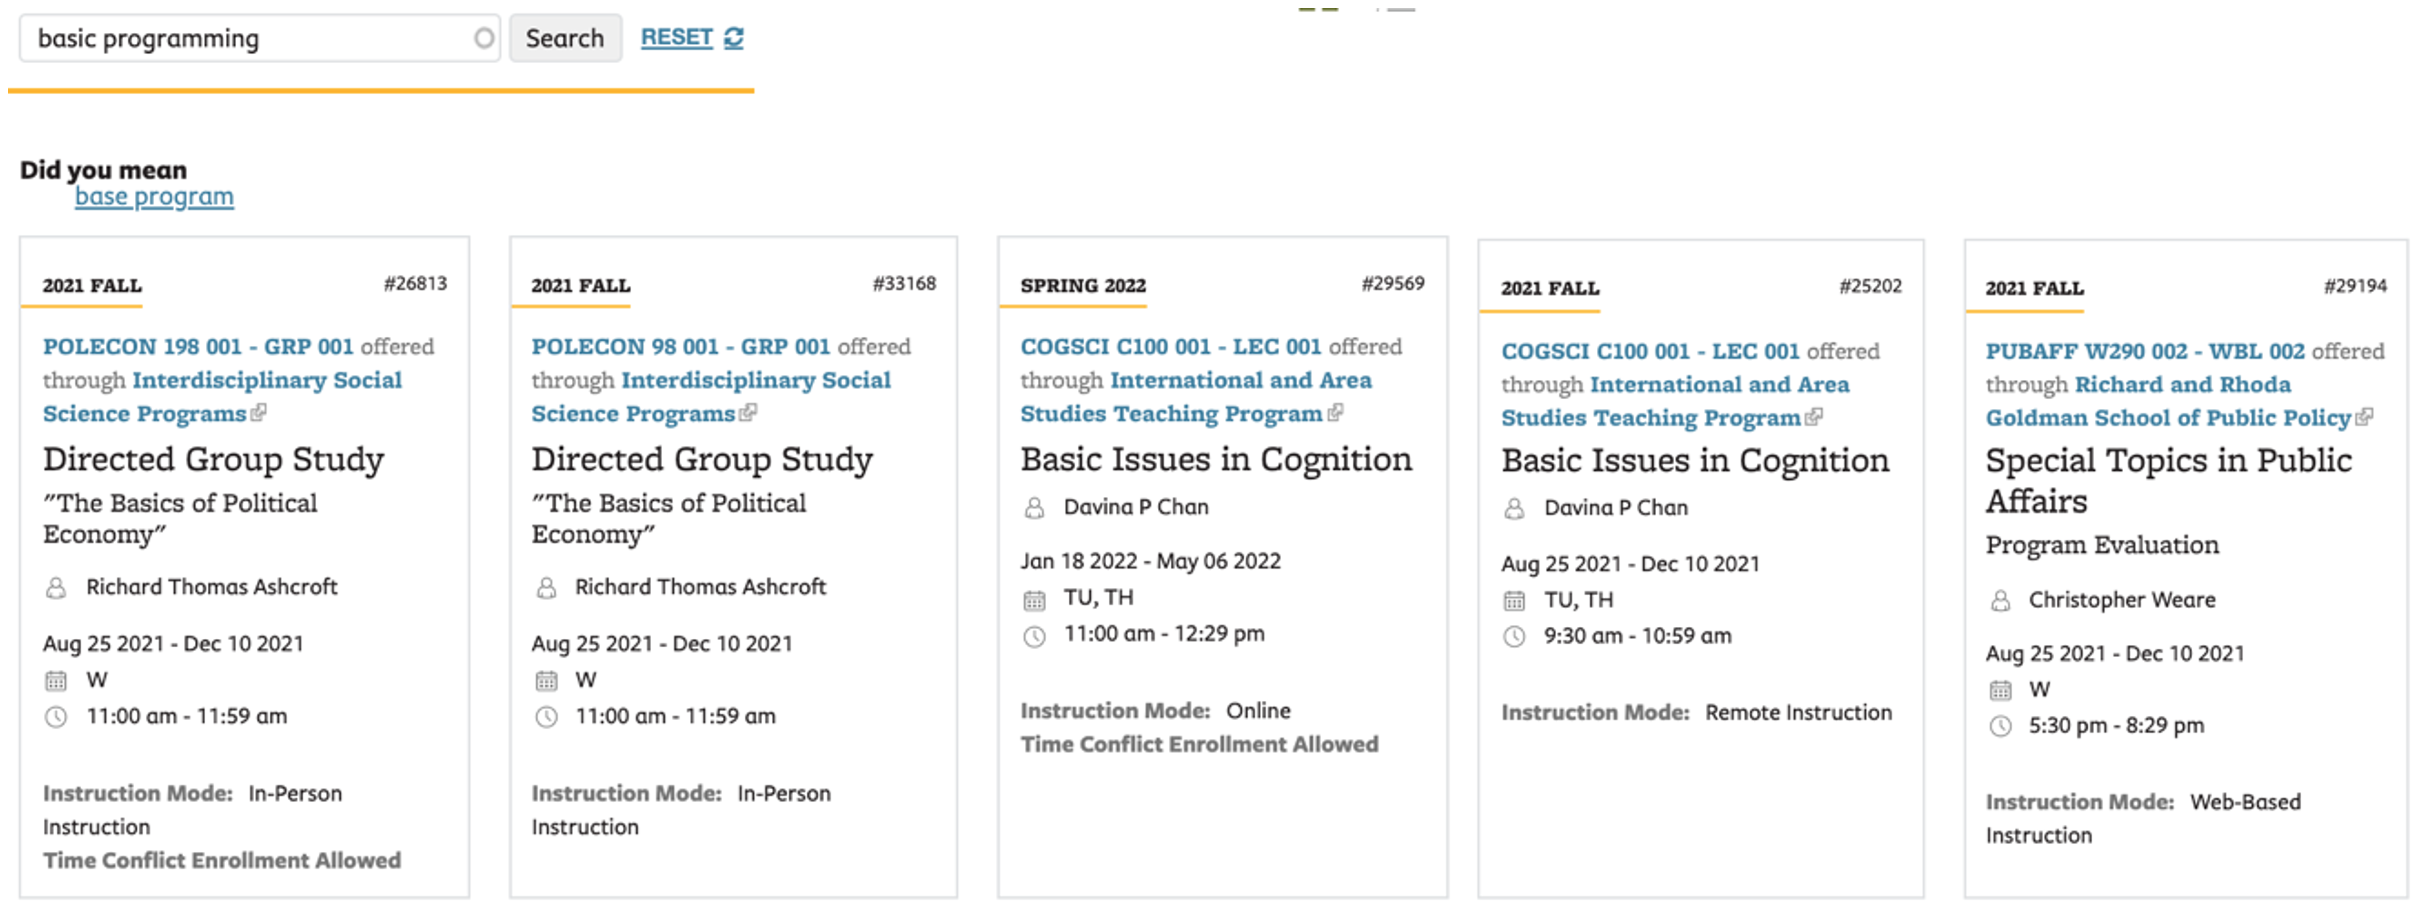 basic programming
Search
RESET
Did you mean
base program
2021 FALL
#26813
POLECON 198 001 - GRP 001 offered
through Interdisciplinary Social
Science Programs
Directed Group Study
"The Basics of Political
Economy"
Richard Thomas Ashcroft
Aug 25 2021 - Dec 10 2021
W
11:00 am - 11:59 am
Instruction Mode: In-Person
Instruction
Time Conflict Enrollment Allowed
2021 FALL
#33168
POLECON 98 001 - GRP 001 offered
through Interdisciplinary Social
Science Programs
Directed Group Study
"The Basics of Political
Economy"
Richard Thomas Ashcroft
Aug 25 2021 - Dec 10 2021
W
11:00 am - 11:59 am
Instruction Mode: In-Person
Instruction
SPRING 2022
#29569
COGSCI C100 001 - LEC 001 offered
through International and Area
Studies Teaching Program
Basic Issues in Cognition
Davina P Chan
Jan 18 2022 - May 06 2022
TU, TH
11:00 am - 12:29 pm
Instruction Mode: Online
Time Conflict Enrollment Allowed
2021 FALL
#25202
COGSCI C100 001 - LEC 001 offered
through International and Area
Studies Teaching Program
Basic Issues in Cognition
Davina P Chan
Aug 25 2021 - Dec 10 2021
TU, TH
9:30 am - 10:59 am
Instruction Mode: Remote Instruction
2021 FALL
#29194
PUBAFF W290 002 - WBL 002 offered
through Richard and Rhoda
Goldman School of Public Policy
Special Topics in Public
Affairs
Program Evaluation
Christopher Weare
Aug 25 2021 - Dec 10 2021
W
5:30 pm - 8:29 pm
Instruction Mode: Web-Based
Instruction